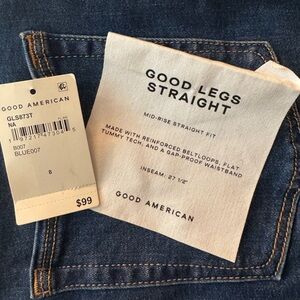 GOOD AMERICAN
GLS873T
NA
B007
BLUE007
8
$99
GOOD LEGS
STRAIGHT
MID-RISE STRAIGHT FIT
MADE WITH REINFORCED BELTLOOPS, FLAT
TUMMY TECH, AND A GAP-PROOF WAISTBAND
INSEAM: 27 1/2"
GOOD AMERICAN